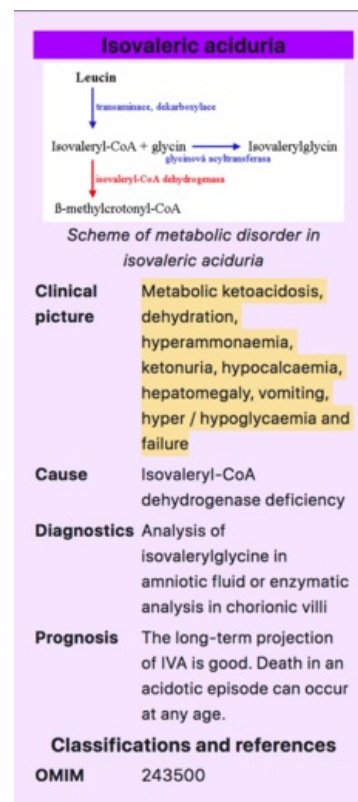 Isovaleric aciduria
Leucin
transaminace, dekarboxylace
Isovaleryl-CoA + glycin Isovalerylglycin
glycinová acyltransferasa
isovaleryl-CoA dehydrogenasa
ß-methylcrotonyl-CoA
Scheme of metabolic disorder in
isovaleric aciduria
Clinical Metabolic ketoacidosis,
picture dehydration,
hyperammonaemia,
ketonuria, hypocalcaemia,
hepatomegaly, vomiting,
hyper / hypoglycaemia and
failure
Cause Isovaleryl-CoA
dehydrogenase deficiency
Diagnostics Analysis of
isovalerylglycine in
amniotic fluid or enzymatic
analysis in chorionic villi
Prognosis The long-term projection
of IVA is good. Death in an
acidotic episode can occur
at any age.
Classifications and references
OMIM 243500